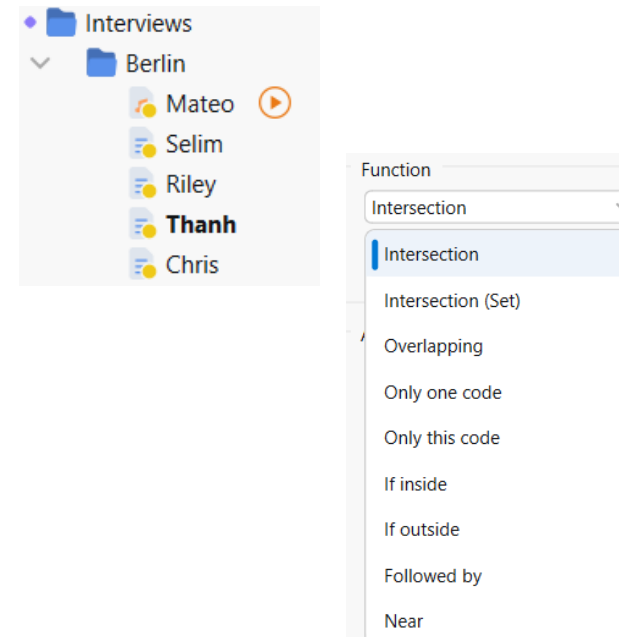 Interviews
Berlin
Mateo
Selim
Riley
Thanh
Chris
Function
Intersection
Intersection
Intersection (Set)
Overlapping
Only one code
Only this code
If inside
If outside
Followed by
Near